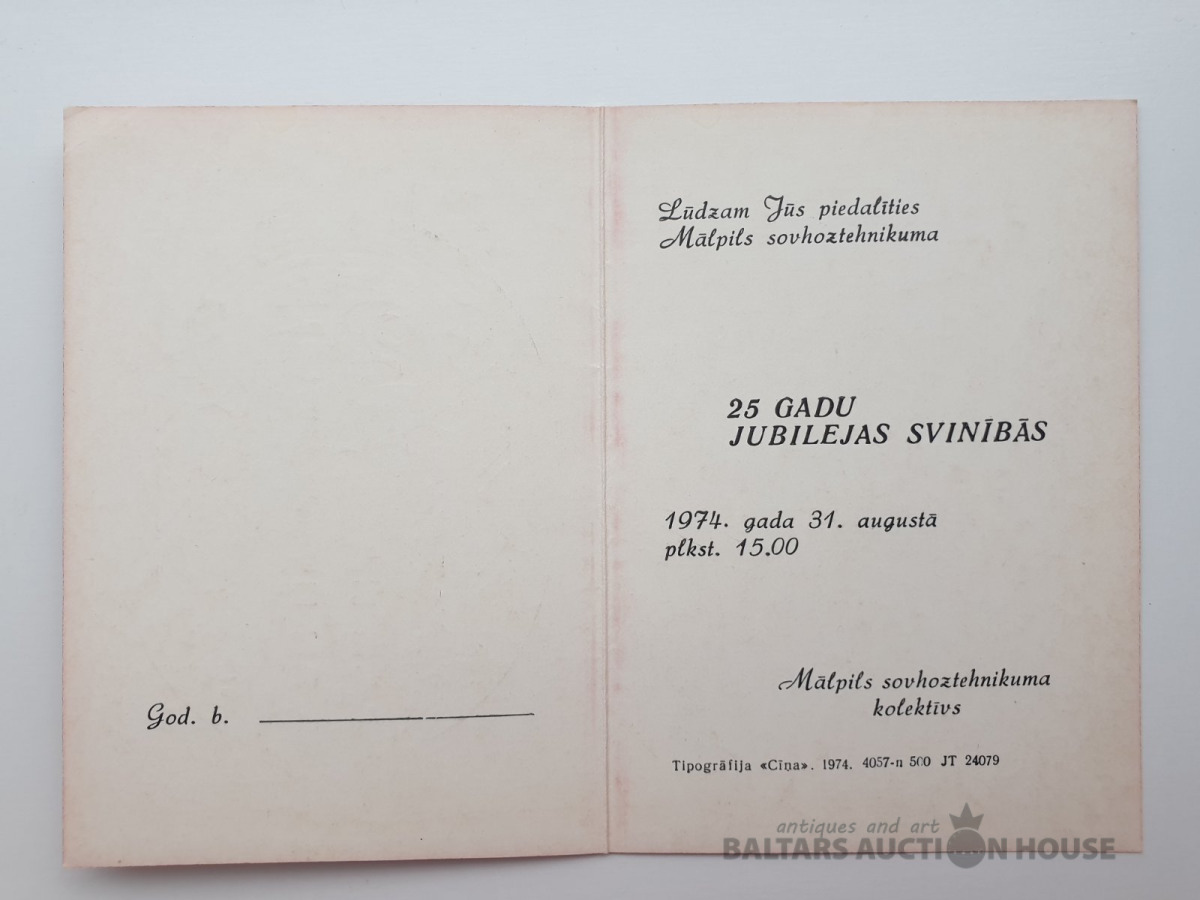 God. b.
Lūdzam Jūs piedalīties
Mālpils sovhoztehnikuma
25 GADU
JUBILEJAS SVINĪBĀS
1974. gada 31. augustā
plkst. 15.00
Mālpils sovhoztehnikuma
kolektīvs
Tipogrāfija «Cīņa». 1974. 4057-n 500 JT 24079
antiques and art
BALTARS AUCTION HOUSE